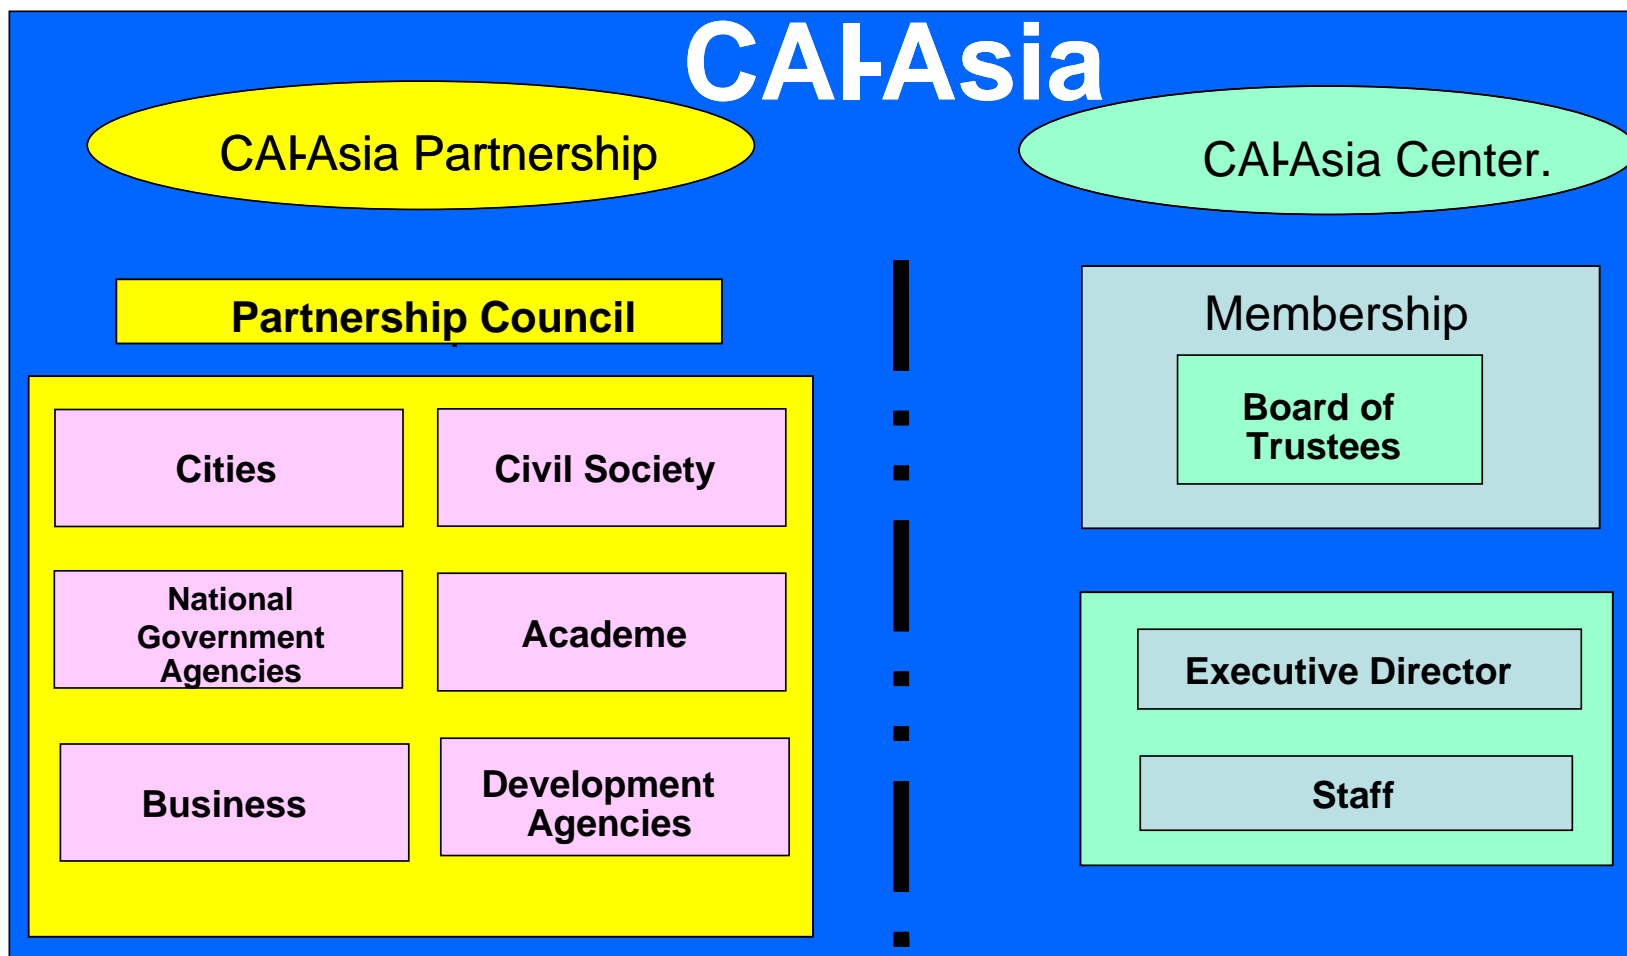 CAI-Asia
CAI-Asia Partnership
CAI-Asia Center.
Partnership Council
Cities
Civil Society
National
Government
Agencies
Academe
Business
Development
Agencies
Membership
Board of
Trustees
Executive Director
Staff